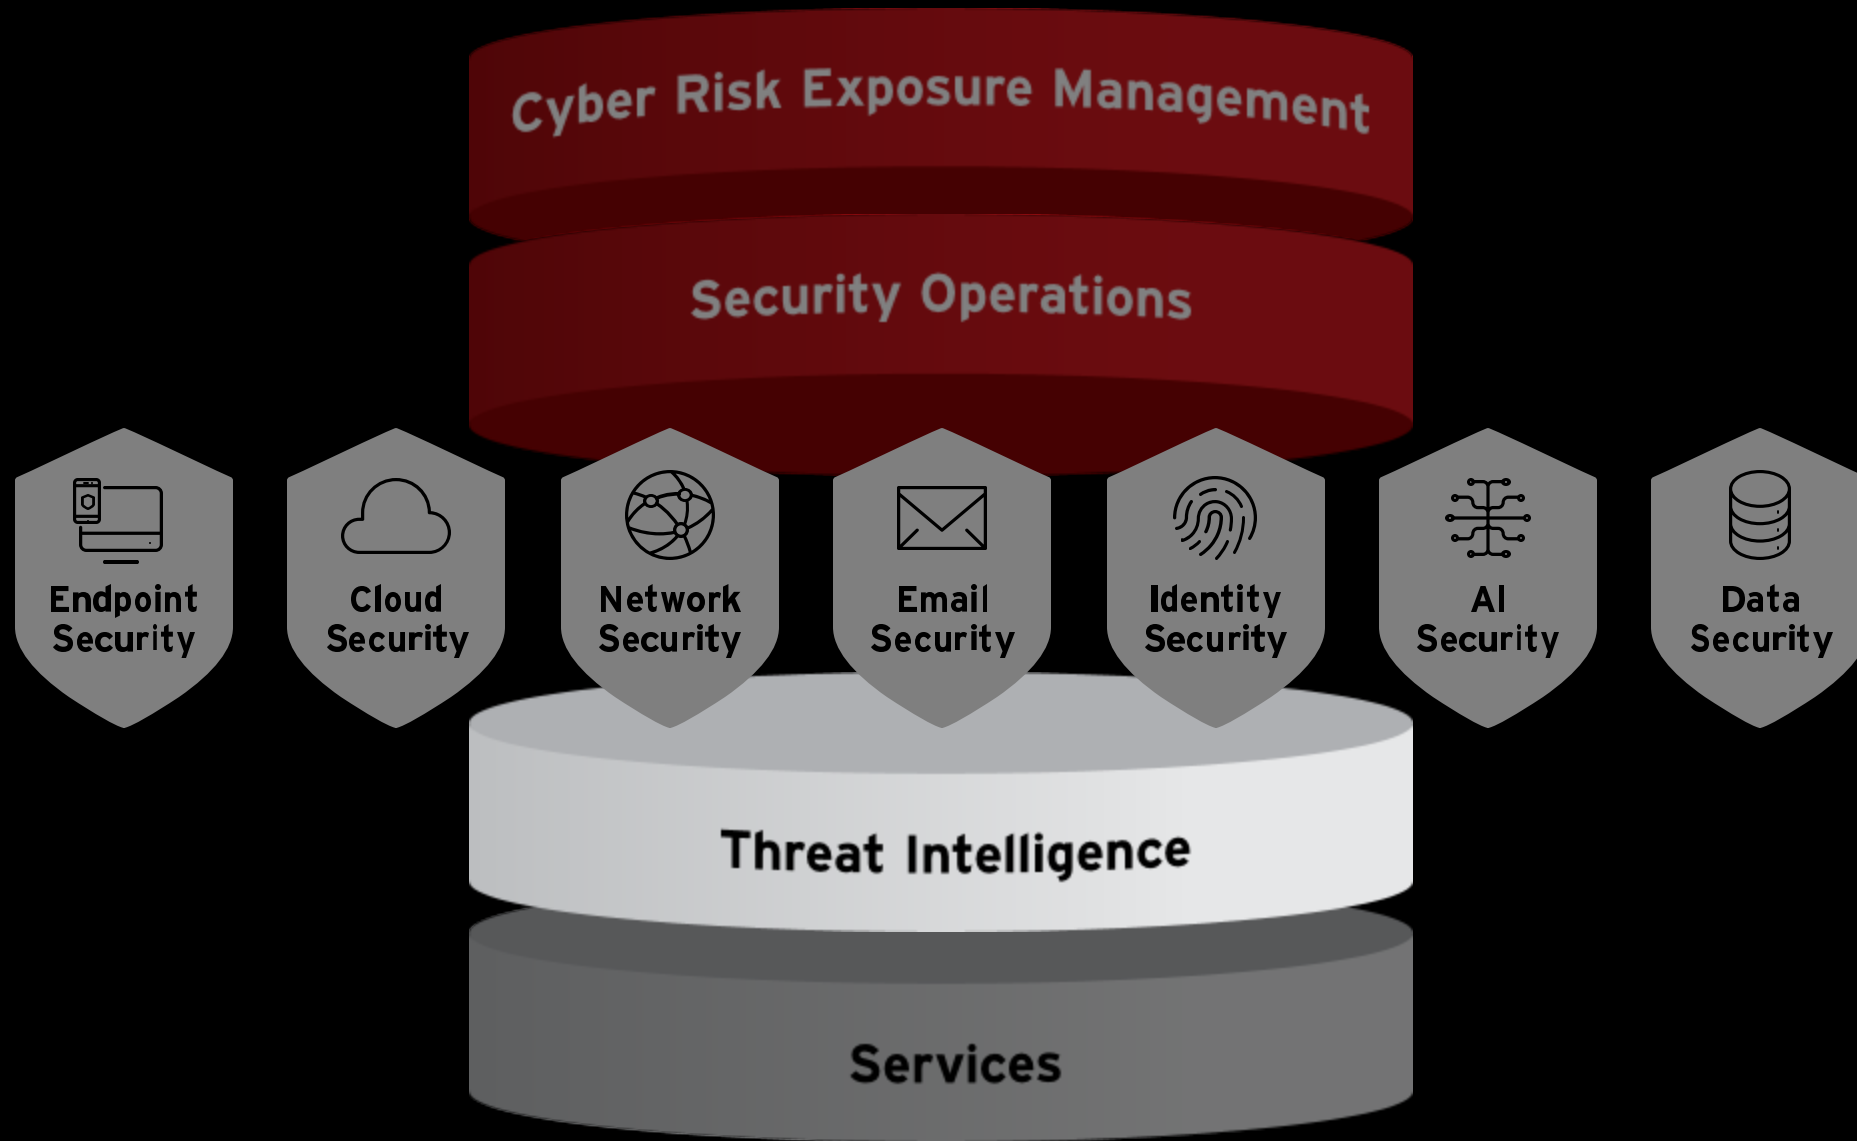 Cyber Risk Exposure Management
Security Operations
Endpoint
Security
Cloud
Security
Network
Security
Email
Security
Identity
Security
AI
Security
Data
Security
Threat Intelligence
Services